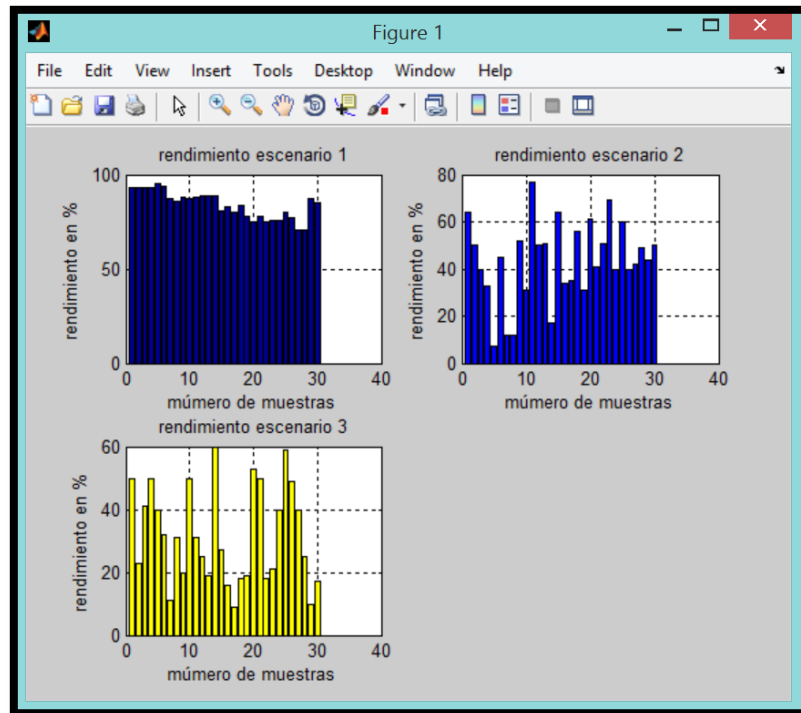 Figure 1
File Edit View Insert Tools Desktop Window Help
rendimiento escenario 1
100
50
0
rendimiento en %
0 10 20 30 40
múmero de muestras
rendimiento escenario 2
80
60
40
20
0
rendimiento en %
0 10 20 30 40
múmero de muestras
rendimiento escenario 3
60
40
20
0
rendimiento en %
0 10 20 30 40
múmero de muestras